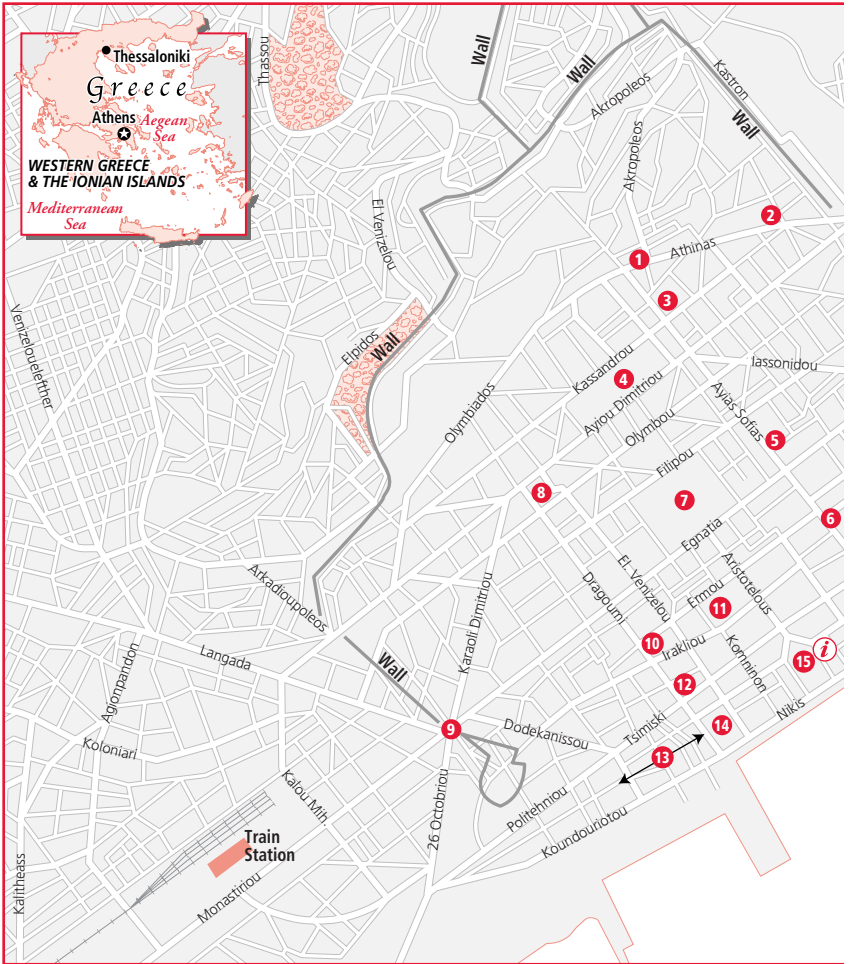 Thessaloniki
Greece
Athens
Aegean
Sea
WESTERN GREECE
& THE IONIAN ISLANDS
Mediterranean
Sea
Thassou
Wall
Wall
Akropoleos
Kastron
Wall
Akropoleos
El Venizelou
2
1
Athinas
3
Venizelouelefther
Elpidos
Wall
Kassandrou
4
Iassonidou
Ayiou Dimitriou
Olymbiados
Olymbou
Ayias Sofias
5
Filipou
8
7
6
Egnatia
Arkadioupoleos
Karaoli Dimitriou
Dragoumi
El. Venizelou
Ermou
Aristotelous
11
10
Irakliou
Komninon
15
i
Langada
Wall
12
Agionpandon
Koloniari
9
Dodekanissou
Tsimiski
14
Nikis
13
Kalou Mih.
26 Octobriou
Politehniou
Koundouriotou
Train
Station
Monastiriou
Kalitheass